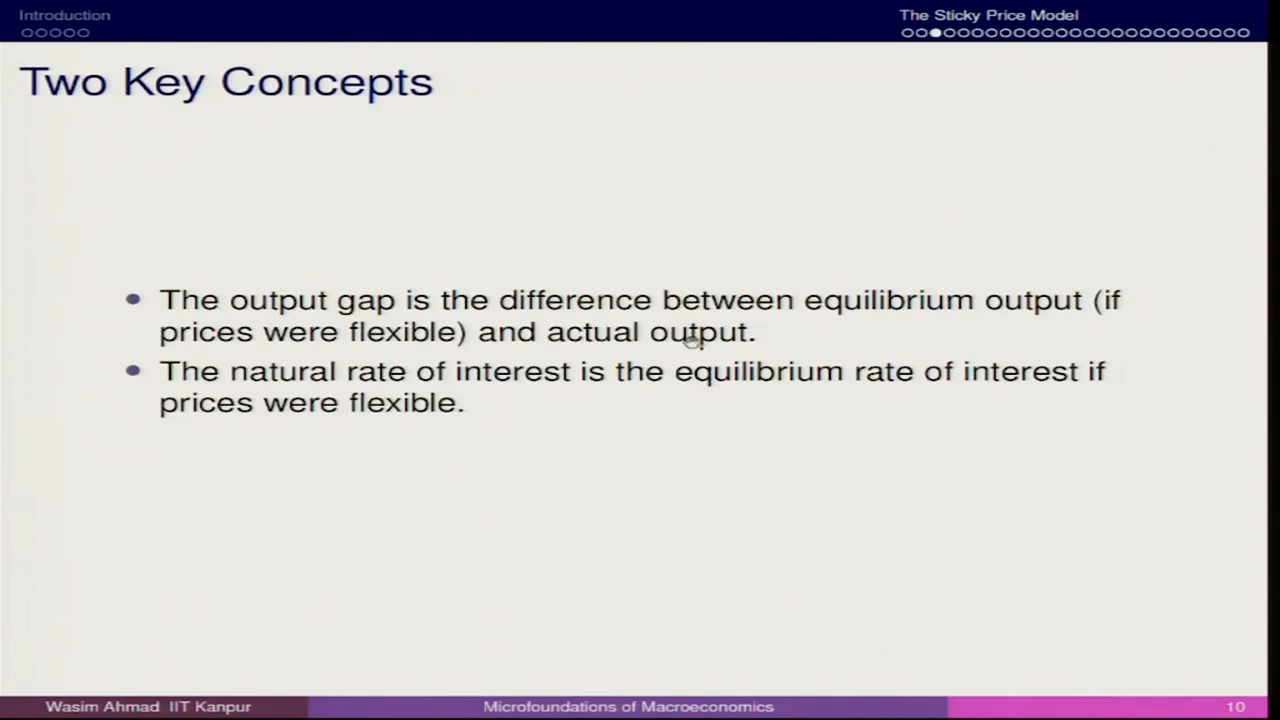 Introduction
The Sticky Price Model
Two Key Concepts
The output gap is the difference between equilibrium output (if
prices were flexible) and actual output.
The natural rate of interest is the equilibrium rate of interest if
prices were flexible.
Wasim Ahmad IIT Kanpur
Microfoundations of Macroeconomics
10